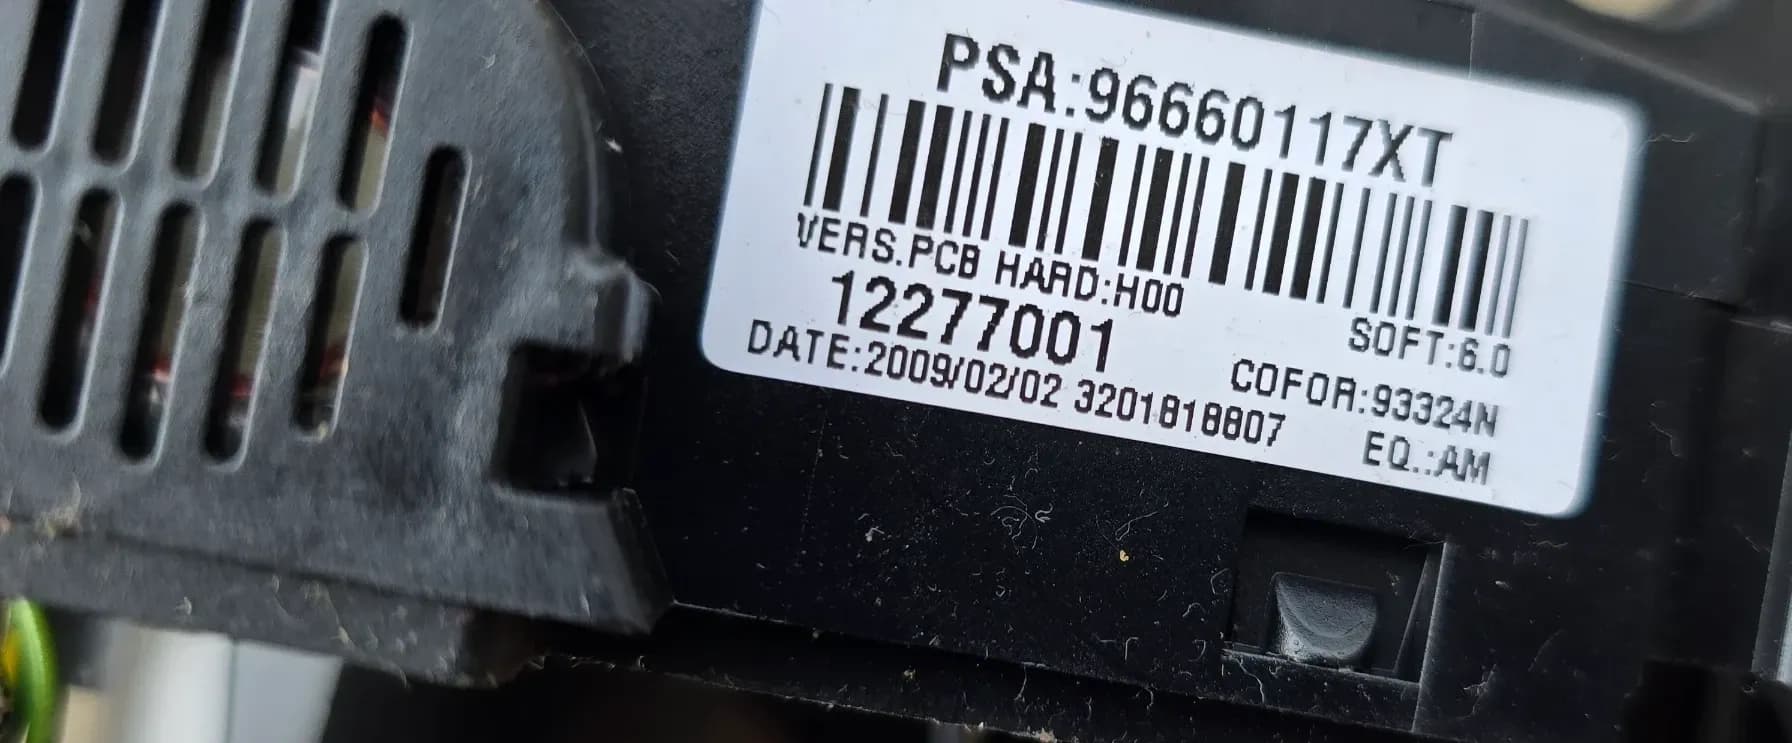 PSA:96660117XT
VERS.PCB HARD:H00
SOFT:6.0
12277001
COFOR:93324N
DATE:2009/02/02 3201818807
EQ.:AM